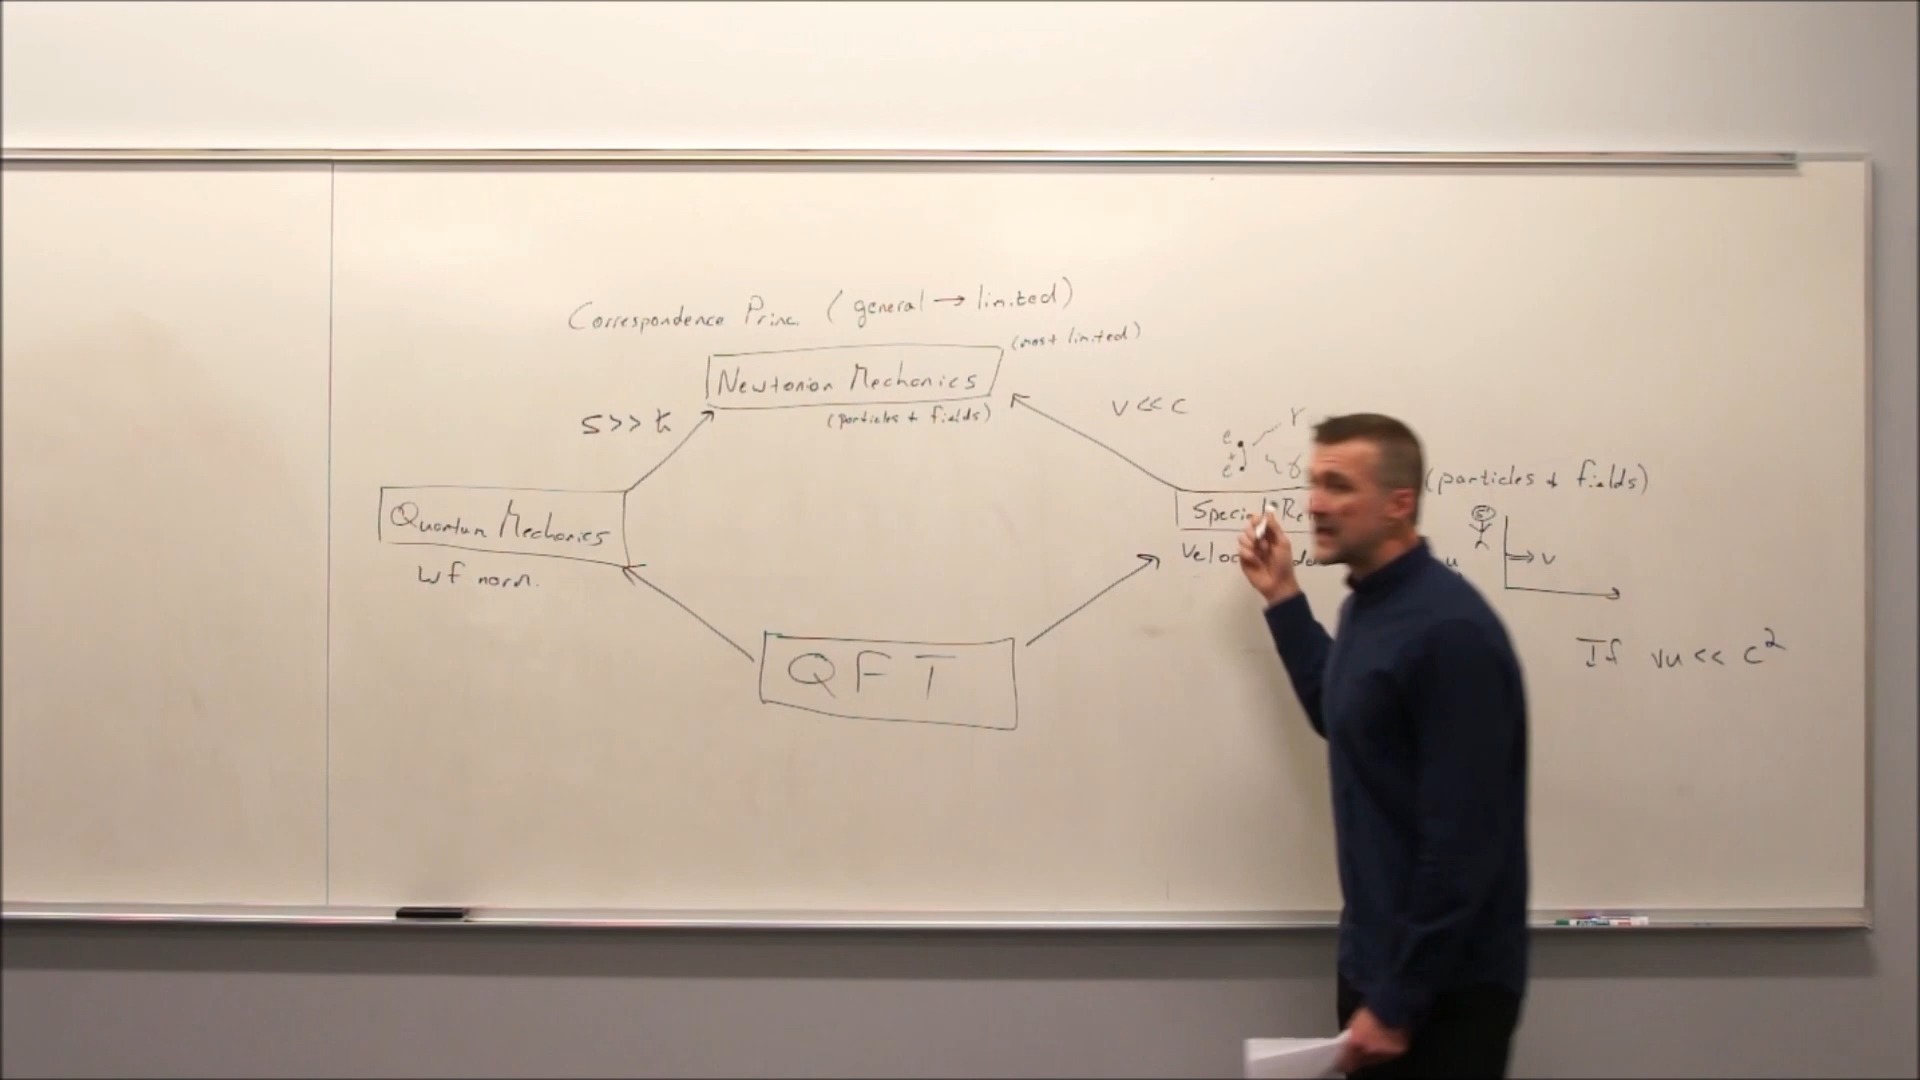 Correspondence Princ. (general → limited)
(most limited)
Newtonian Mechanics
(particles + fields)
S >> ħ
v << c
e⁻
e⁺
γ
γ
(particles + fields)
Quantum Mechanics
Special
wf norm.
u
v
QFT
If vu << c²